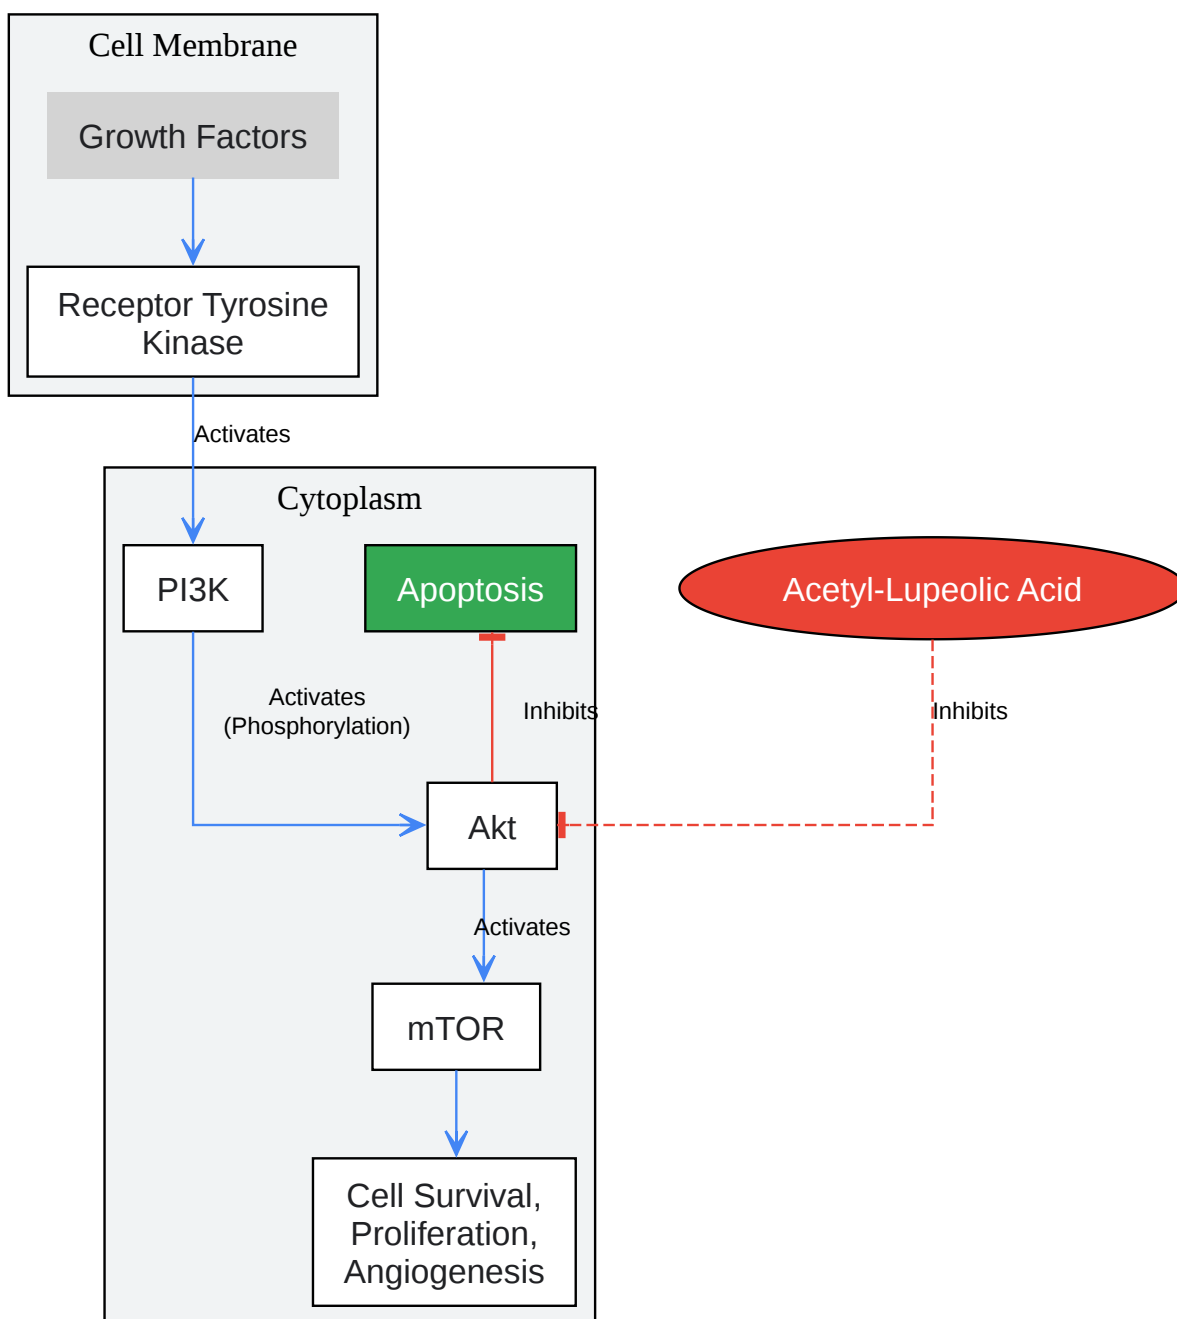 Cell Membrane
Growth Factors
Receptor Tyrosine
Kinase
Activates
Cytoplasm
PI3K
Apoptosis
Acetyl-Lupeolic Acid
Activates
(Phosphorylation)
Inhibits
Inhibits
Akt
Activates
mTOR
Cell Survival,
Proliferation,
Angiogenesis